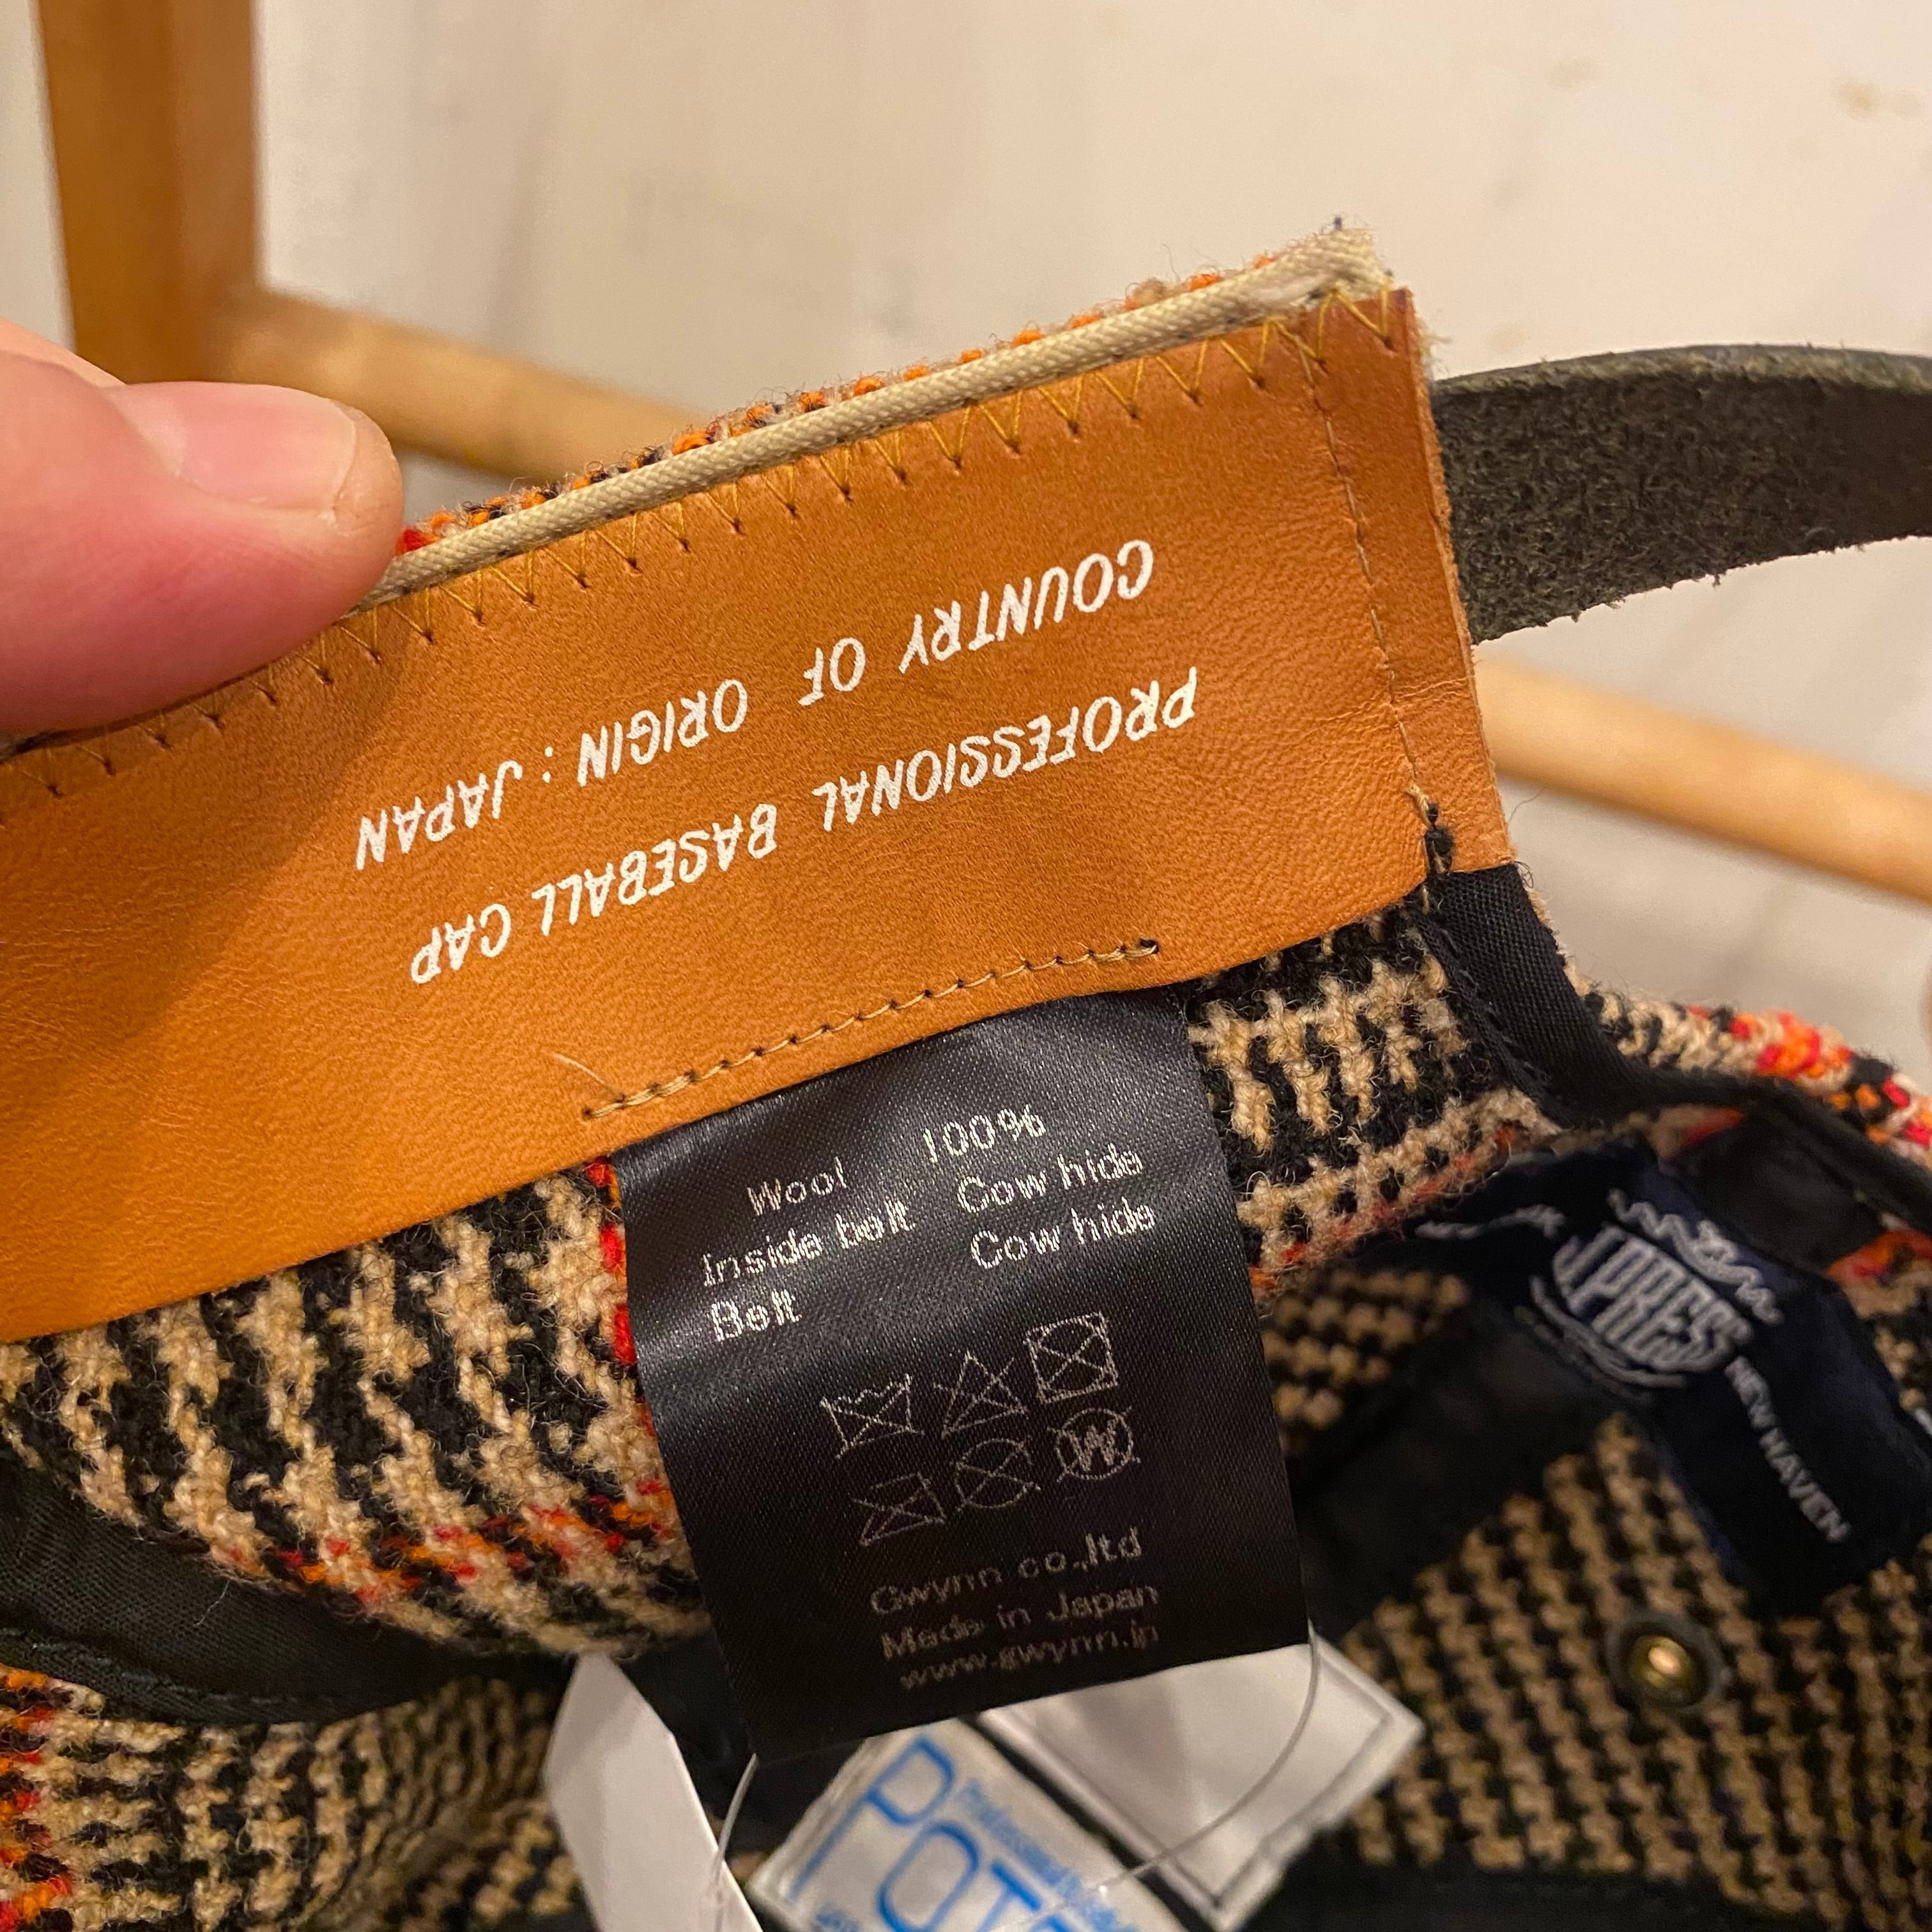 PROFESSIONAL BASEBALL CAP
COUNTRY OF ORIGIN : JAPAN
Wool 100%
Inside belt Cow hide
Belt Cow hide
W
Gwynn co.,ltd
Made in Japan
www.gwynn.jp
J.PRESS
NEW HAVEN